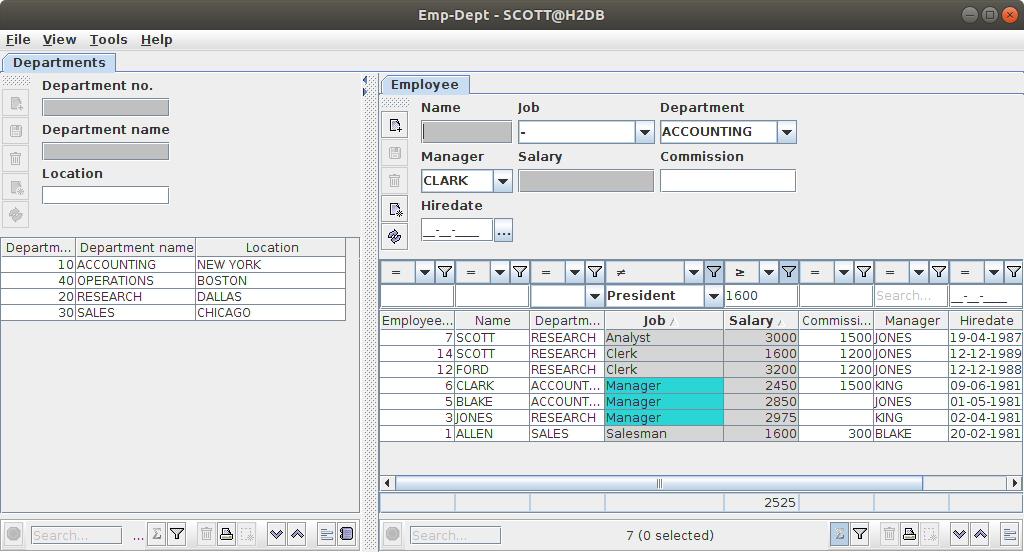 Emp-Dept - SCOTT@H2DB
File View Tools Help
Departments
Department no.
Department name
Location
Departm... Department name Location
10 ACCOUNTING NEW YORK
40 OPERATIONS BOSTON
20 RESEARCH DALLAS
30 SALES CHICAGO
Search... ... Σ
Employee
Name Job Department
- ACCOUNTING
Manager Salary Commission
CLARK
Hiredate
__-__-____ ...
= = = ≠ ≥ = = =
President 1600 Search... __-__-____
Employee... Name Departm... Job Salary Commissi... Manager Hiredate
7 SCOTT RESEARCH Analyst 3000 1500 JONES 19-04-1987
14 SCOTT RESEARCH Clerk 1600 1200 JONES 12-12-1989
12 FORD RESEARCH Clerk 3200 1200 JONES 12-12-1988
6 CLARK ACCOUNT... Manager 2450 1500 KING 09-06-1981
5 BLAKE ACCOUNT... Manager 2850 JONES 01-05-1981
3 JONES RESEARCH Manager 2975 KING 02-04-1981
1 ALLEN SALES Salesman 1600 300 BLAKE 20-02-1981
2525
Search... 7 (0 selected) Σ